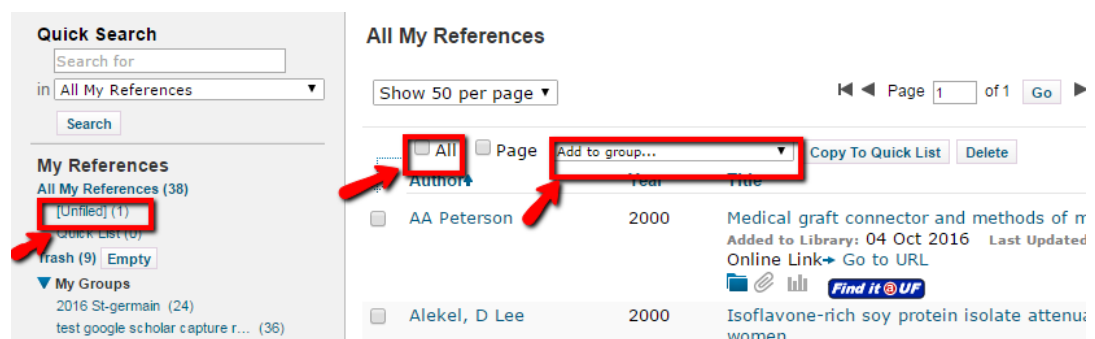 Quick Search
Search for
in All My References
Search
My References
All My References (38)
[Unfiled] (1)
Quick List (0)
Trash (9) Empty
My Groups
2016 St-germain (24)
test google scholar capture r... (36)
All My References
Show 50 per page
Page 1 of 1 Go
All Page Add to group... Copy To Quick List Delete
Author Year Title
AA Peterson 2000 Medical graft connector and methods of m
Added to Library: 04 Oct 2016 Last Updated
Online Link Go to URL
Find it @ UF
Alekel, D Lee 2000 Isoflavone-rich soy protein isolate attenua
women